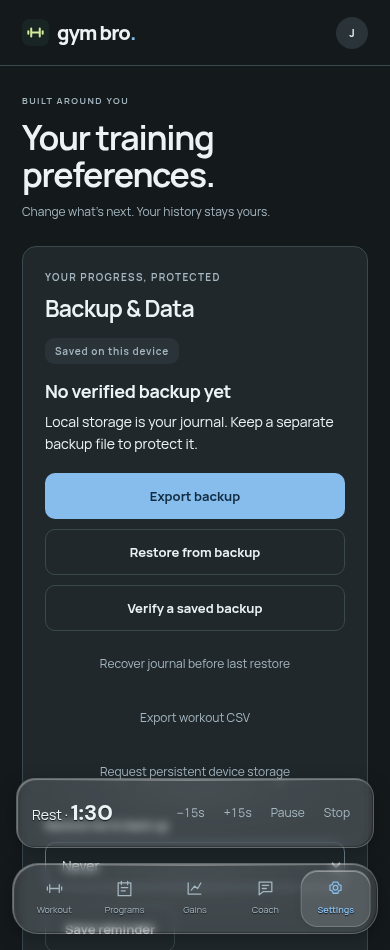 gym bro.
J
BUILT AROUND YOU
Your training
preferences.
Change what's next. Your history stays yours.
YOUR PROGRESS, PROTECTED
Backup & Data
Saved on this device
No verified backup yet
Local storage is your journal. Keep a separate
backup file to protect it.
Export backup
Restore from backup
Verify a saved backup
Recover journal before last restore
Export workout CSV
Request persistent device storage
Rest · 1:30 −15s +15s Pause Stop
Never
Workout Programs Gains Coach Settings
Save reminder